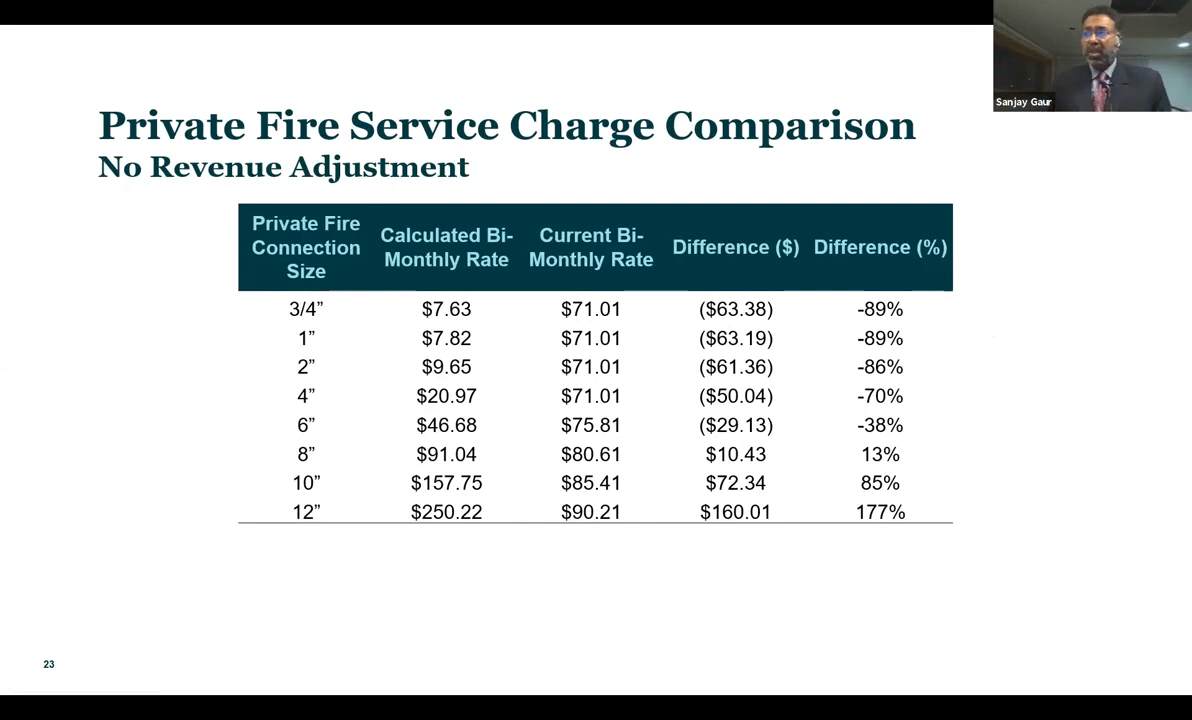 Sanjay Gaur
Private Fire Service Charge Comparison
No Revenue Adjustment
Private Fire Connection Size Calculated Bi-Monthly Rate Current Bi-Monthly Rate Difference ($) Difference (%)
3/4” $7.63 $71.01 ($63.38) -89%
1” $7.82 $71.01 ($63.19) -89%
2” $9.65 $71.01 ($61.36) -86%
4” $20.97 $71.01 ($50.04) -70%
6” $46.68 $75.81 ($29.13) -38%
8” $91.04 $80.61 $10.43 13%
10” $157.75 $85.41 $72.34 85%
12” $250.22 $90.21 $160.01 177%
23